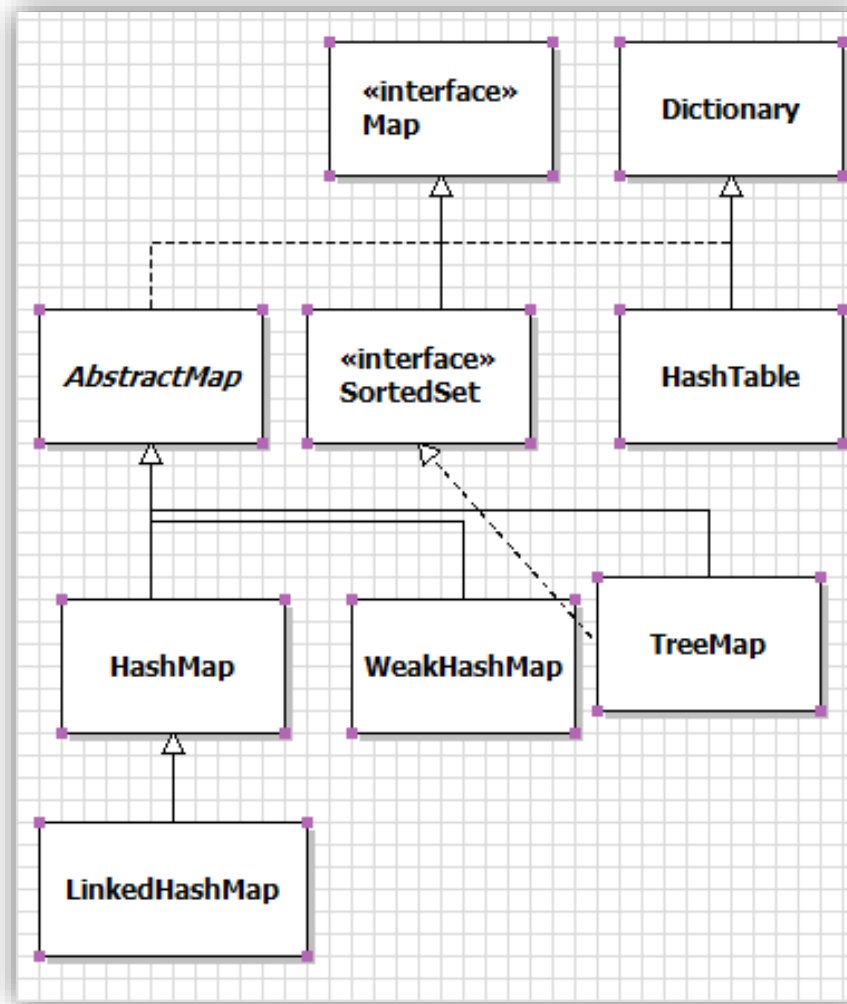 «interface»
Map
Dictionary
AbstractMap
«interface»
SortedSet
HashTable
HashMap
WeakHashMap
TreeMap
LinkedHashMap